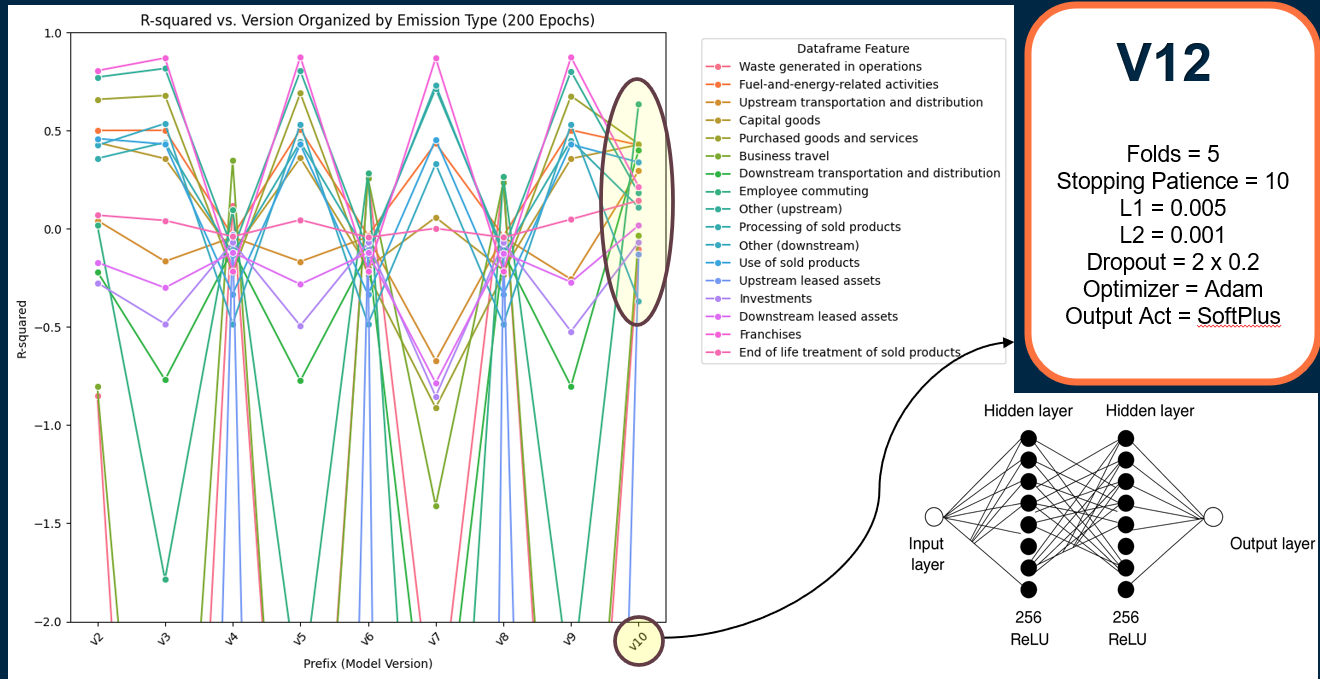 R-squared vs. Version Organized by Emission Type (200 Epochs)
R-squared
1.0
0.5
0.0
−0.5
−1.0
−1.5
−2.0
v2
v3
v4
v5
v6
v7
v8
v9
v10
Prefix (Model Version)
Dataframe Feature
Waste generated in operations
Fuel-and-energy-related activities
Upstream transportation and distribution
Capital goods
Purchased goods and services
Business travel
Downstream transportation and distribution
Employee commuting
Other (upstream)
Processing of sold products
Other (downstream)
Use of sold products
Upstream leased assets
Investments
Downstream leased assets
Franchises
End of life treatment of sold products
V12
Folds = 5
Stopping Patience = 10
L1 = 0.005
L2 = 0.001
Dropout = 2 x 0.2
Optimizer = Adam
Output Act = SoftPlus
Hidden layer
Hidden layer
Input
layer
Output layer
256
ReLU
256
ReLU